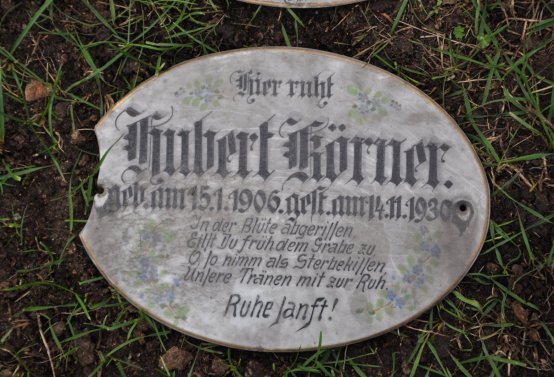 Hier ruht
Hubert Körner.
geb. am 15.1.1906. gest. am 14.11.1930
In der Blüte abgerissen,
Eilst Du früh dem Grabe zu
O, so nimm als Sterbekissen,
Unsre Tränen mit zur Ruh.
Ruhe sanft!